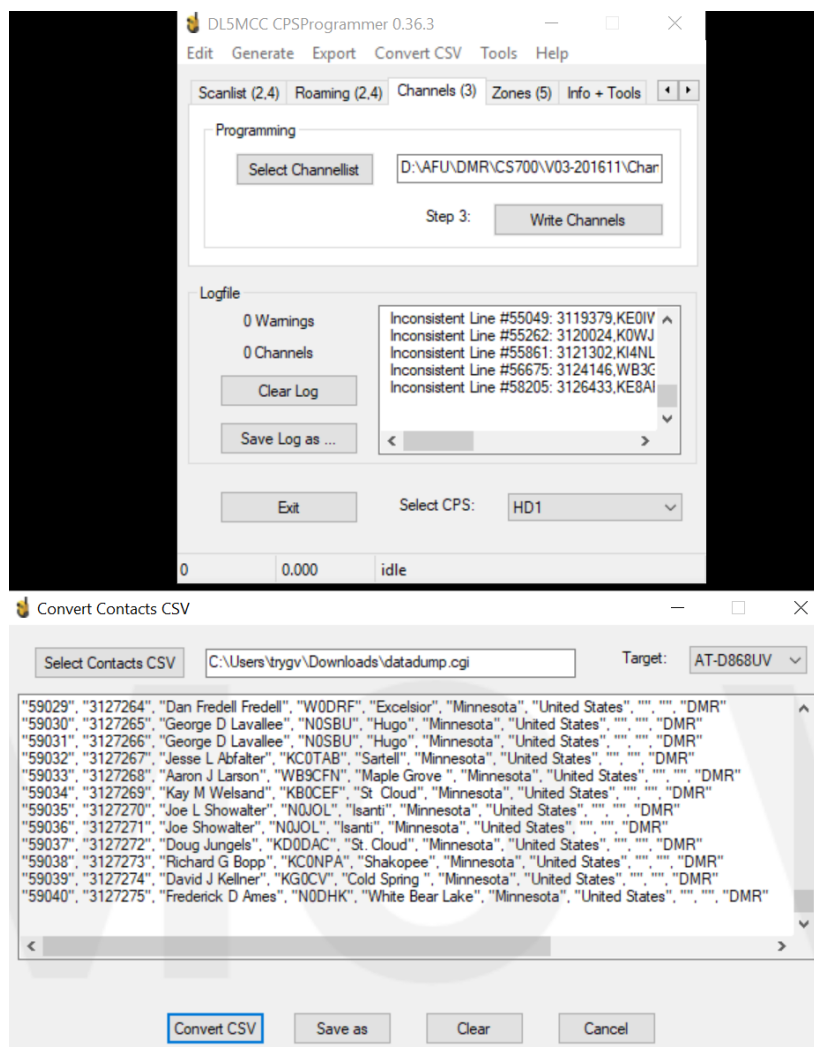 DL5MCC CPSProgrammer 0.36.3
Edit Generate Export Convert CSV Tools Help
Scanlist (2,4) Roaming (2,4) Channels (3) Zones (5) Info + Tools
Programming
Select Channellist D:\AFU\DMR\CS700\V03-201611\Char
Step 3: Write Channels
Logfile
0 Warnings
0 Channels
Clear Log
Save Log as ...
Inconsistent Line #55049: 3119379,KE0IV
Inconsistent Line #55262: 3120024,K0WJ
Inconsistent Line #55861: 3121302,KI4NL
Inconsistent Line #56675: 3124146,WB3G
Inconsistent Line #58205: 3126433,KE8AI
Exit Select CPS: HD1
0 0.000 idle
Convert Contacts CSV
Select Contacts CSV C:\Users\trygv\Downloads\datadump.cgi Target: AT-D868UV
"59029", "3127264", "Dan Fredell Fredell", "W0DRF", "Excelsior", "Minnesota", "United States", "", "", "DMR"
"59030", "3127265", "George D Lavallee", "N0SBU", "Hugo", "Minnesota", "United States", "", "", "DMR"
"59031", "3127266", "George D Lavallee", "N0SBU", "Hugo", "Minnesota", "United States", "", "", "DMR"
"59032", "3127267", "Jesse L Abfalter", "KC0TAB", "Sartell", "Minnesota", "United States", "", "", "DMR"
"59033", "3127268", "Aaron J Larson", "WB9CFN", "Maple Grove ", "Minnesota", "United States", "", "", "DMR"
"59034", "3127269", "Kay M Welsand", "KB0CEF", "St Cloud", "Minnesota", "United States", "", "", "DMR"
"59035", "3127270", "Joe L Showalter", "N0JOL", "Isanti", "Minnesota", "United States", "", "", "DMR"
"59036", "3127271", "Joe Showalter", "N0JOL", "Isanti", "Minnesota", "United States", "", "", "DMR"
"59037", "3127272", "Doug Jungels", "KD0DAC", "St. Cloud", "Minnesota", "United States", "", "", "DMR"
"59038", "3127273", "Richard G Bopp", "KC0NPA", "Shakopee", "Minnesota", "United States", "", "", "DMR"
"59039", "3127274", "David J Kellner", "KG0CV", "Cold Spring ", "Minnesota", "United States", "", "", "DMR"
"59040", "3127275", "Frederick D Ames", "N0DHK", "White Bear Lake", "Minnesota", "United States", "", "", "DMR"
Convert CSV Save as Clear Cancel